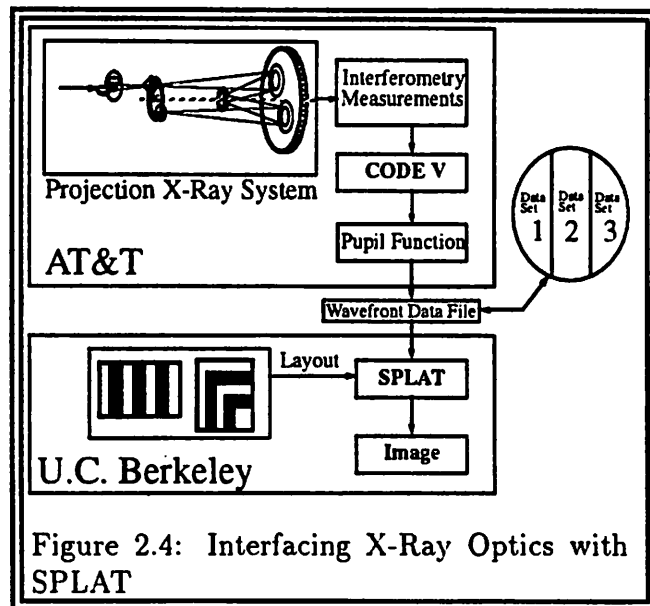 Interferometry
Measurements
CODE V
Projection X-Ray System
Pupil Function
AT&T
Data Set 1
Data Set 2
Data Set 3
Wavefront Data File
Layout
SPLAT
Image
U.C. Berkeley
Figure 2.4: Interfacing X-Ray Optics with
SPLAT